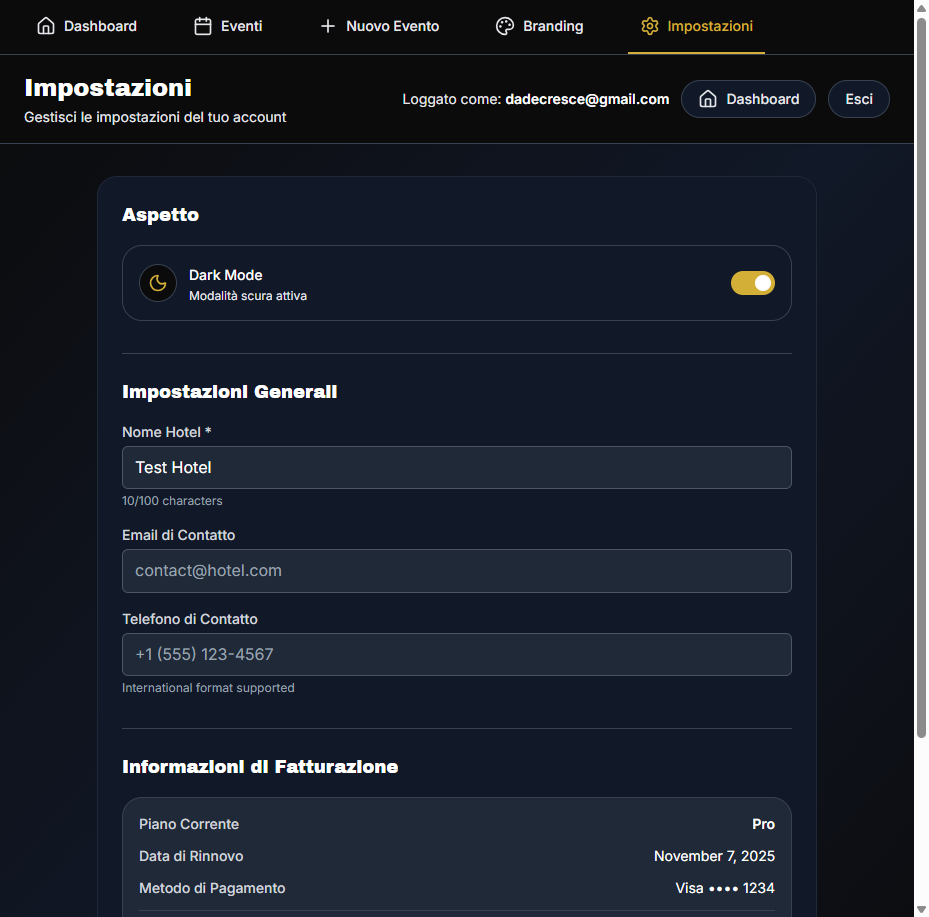 Dashboard Eventi Nuovo Evento Branding Impostazioni
Impostazioni
Gestisci le impostazioni del tuo account
Loggato come: dadecresce@gmail.com Dashboard Esci
Aspetto
Dark Mode
Modalità scura attiva
Impostazioni Generali
Nome Hotel *
Test Hotel
10/100 characters
Email di Contatto
contact@hotel.com
Telefono di Contatto
+1 (555) 123-4567
International format supported
Informazioni di Fatturazione
Piano Corrente Pro
Data di Rinnovo November 7, 2025
Metodo di Pagamento Visa •••• 1234